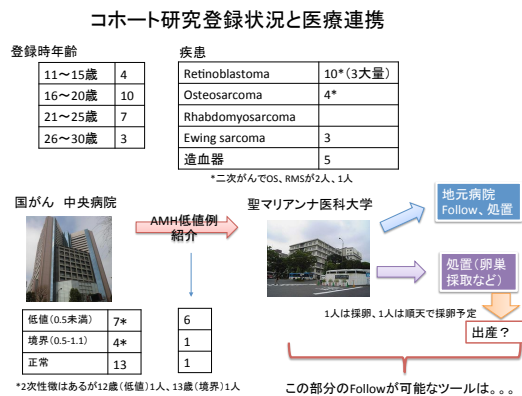 コホート研究登録状況と医療連携
登録時年齢
11〜15歳 4
16〜20歳 10
21〜25歳 7
26〜30歳 3
疾患
Retinoblastoma 10*(3大量)
Osteosarcoma 4*
Rhabdomyosarcoma
Ewing sarcoma 3
造血器 5
*二次がんでOS、RMSが2人、1人
国がん 中央病院
AMH低値例
紹介
聖マリアンナ医科大学
地元病院
Follow、処置
処置(卵巣
採取など)
1人は採卵、1人は順天で採卵予定
出産？
低値(0.5未満) 7* 6
境界(0.5-1.1) 4* 1
正常 13 1
*2次性徴はあるが12歳(低値)1人、13歳(境界)1人
この部分のFollowが可能なツールは。。。